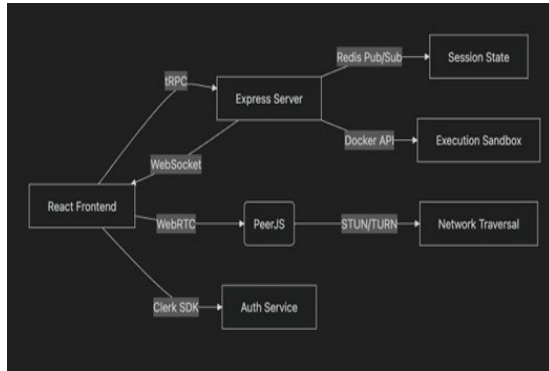 Redis Pub/Sub
Session State
tRPC
Express Server
Docker API
Execution Sandbox
WebSocket
React Frontend
WebRTC
PeerJS
STUN/TURN
Network Traversal
Clerk SDK
Auth Service